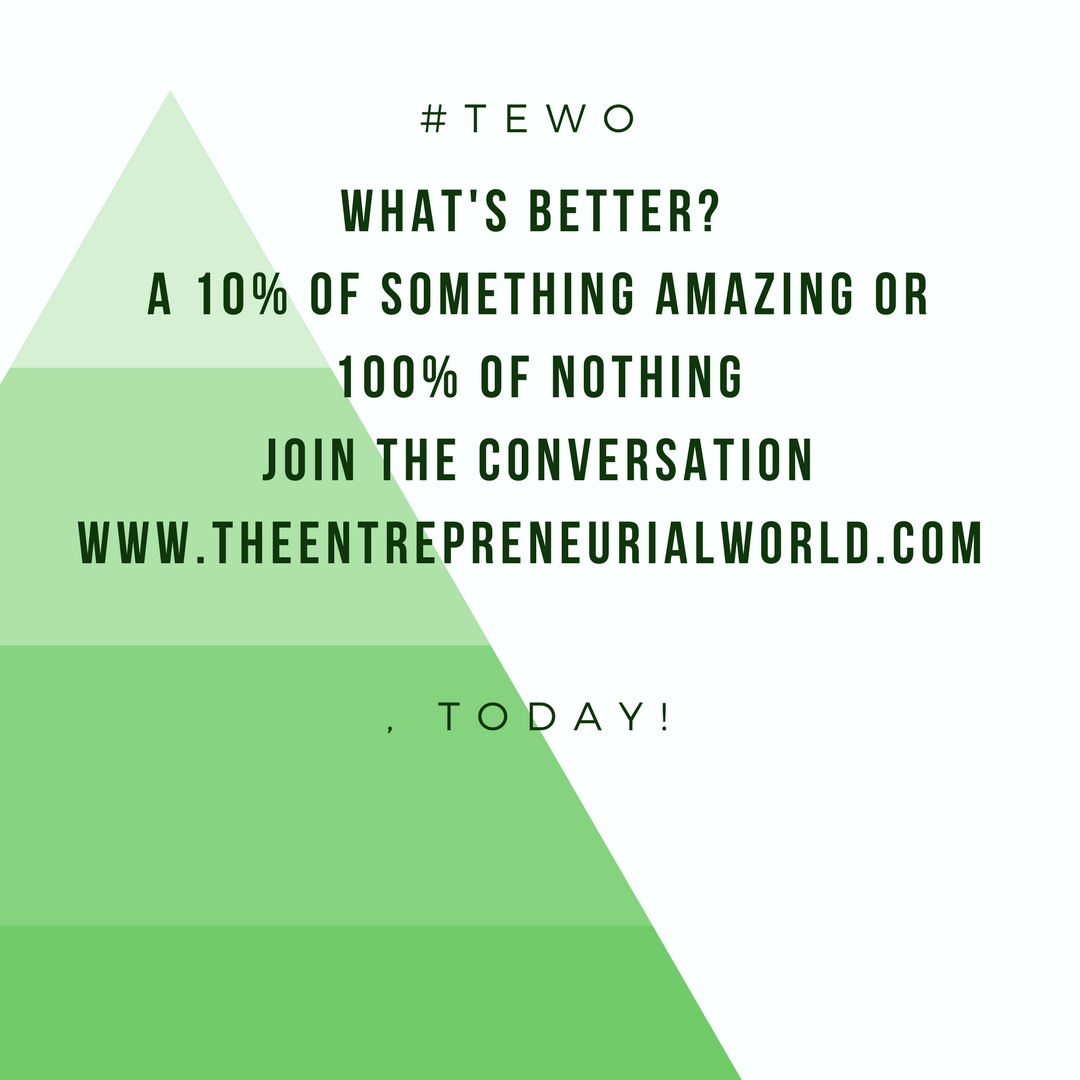 #TEWO
WHAT'S BETTER?
A 10% OF SOMETHING AMAZING OR
100% OF NOTHING
JOIN THE CONVERSATION
WWW.THEENTREPRENEURIALWORLD.COM
, TODAY!